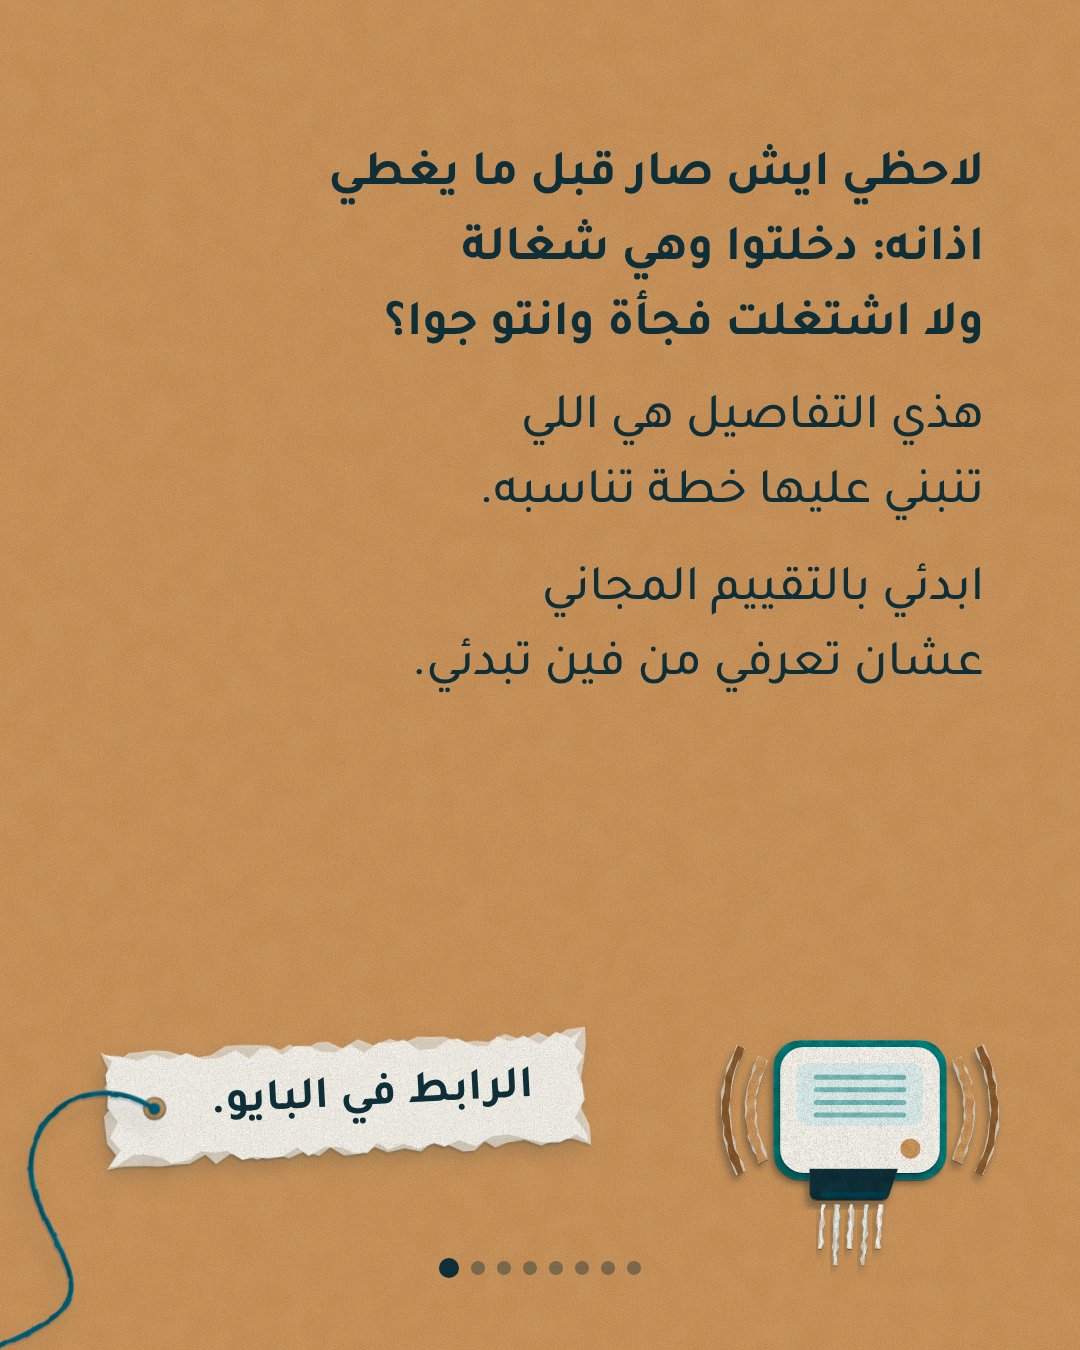 لاحظي ايش صار قبل ما يغطي
اذانه: دخلتوا وهي شغالة
ولا اشتغلت فجأة وانتو جوا؟
هذي التفاصيل هي اللي
تنبني عليها خطة تناسبه.
ابدئي بالتقييم المجاني
عشان تعرفي من فين تبدئي.
الرابط في البايو.